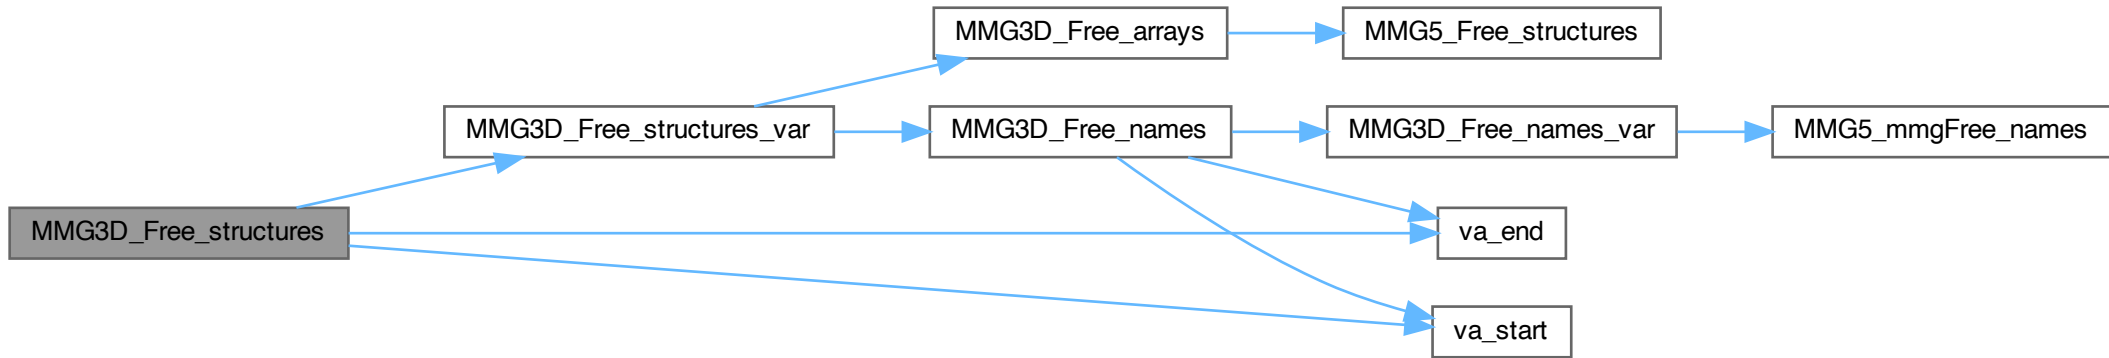 MMG3D_Free_arrays
MMG5_Free_structures
MMG3D_Free_structures_var
MMG3D_Free_names
MMG3D_Free_names_var
MMG5_mmgFree_names
MMG3D_Free_structures
va_end
va_start